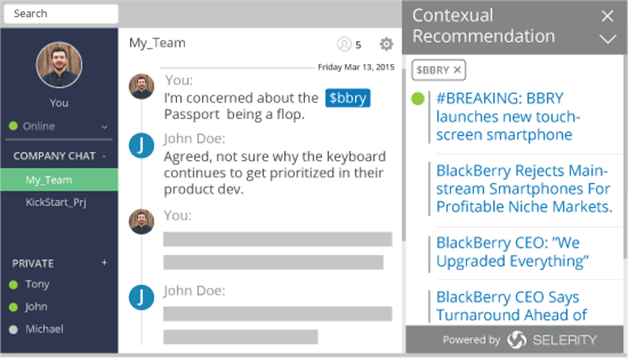 Search
You
Online
COMPANY CHAT -
My_Team
KickStart_Prj
PRIVATE +
Tony
John
Michael
My_Team
5
Friday Mar 13, 2015
You:
I'm concerned about the $bbry
Passport being a flop.
J
John Doe:
Agreed, not sure why the keyboard
continues to get prioritized in their
product dev.
You:
J
John Doe:
Contexual
Recommendation
$BBRY ×
#BREAKING: BBRY
launches new touch-
screen smartphone
BlackBerry Rejects Main-
stream Smartphones For
Profitable Niche Markets.
BlackBerry CEO: "We
Upgraded Everything"
BlackBerry CEO Says
Turnaround Ahead of
Powered by SELERITY